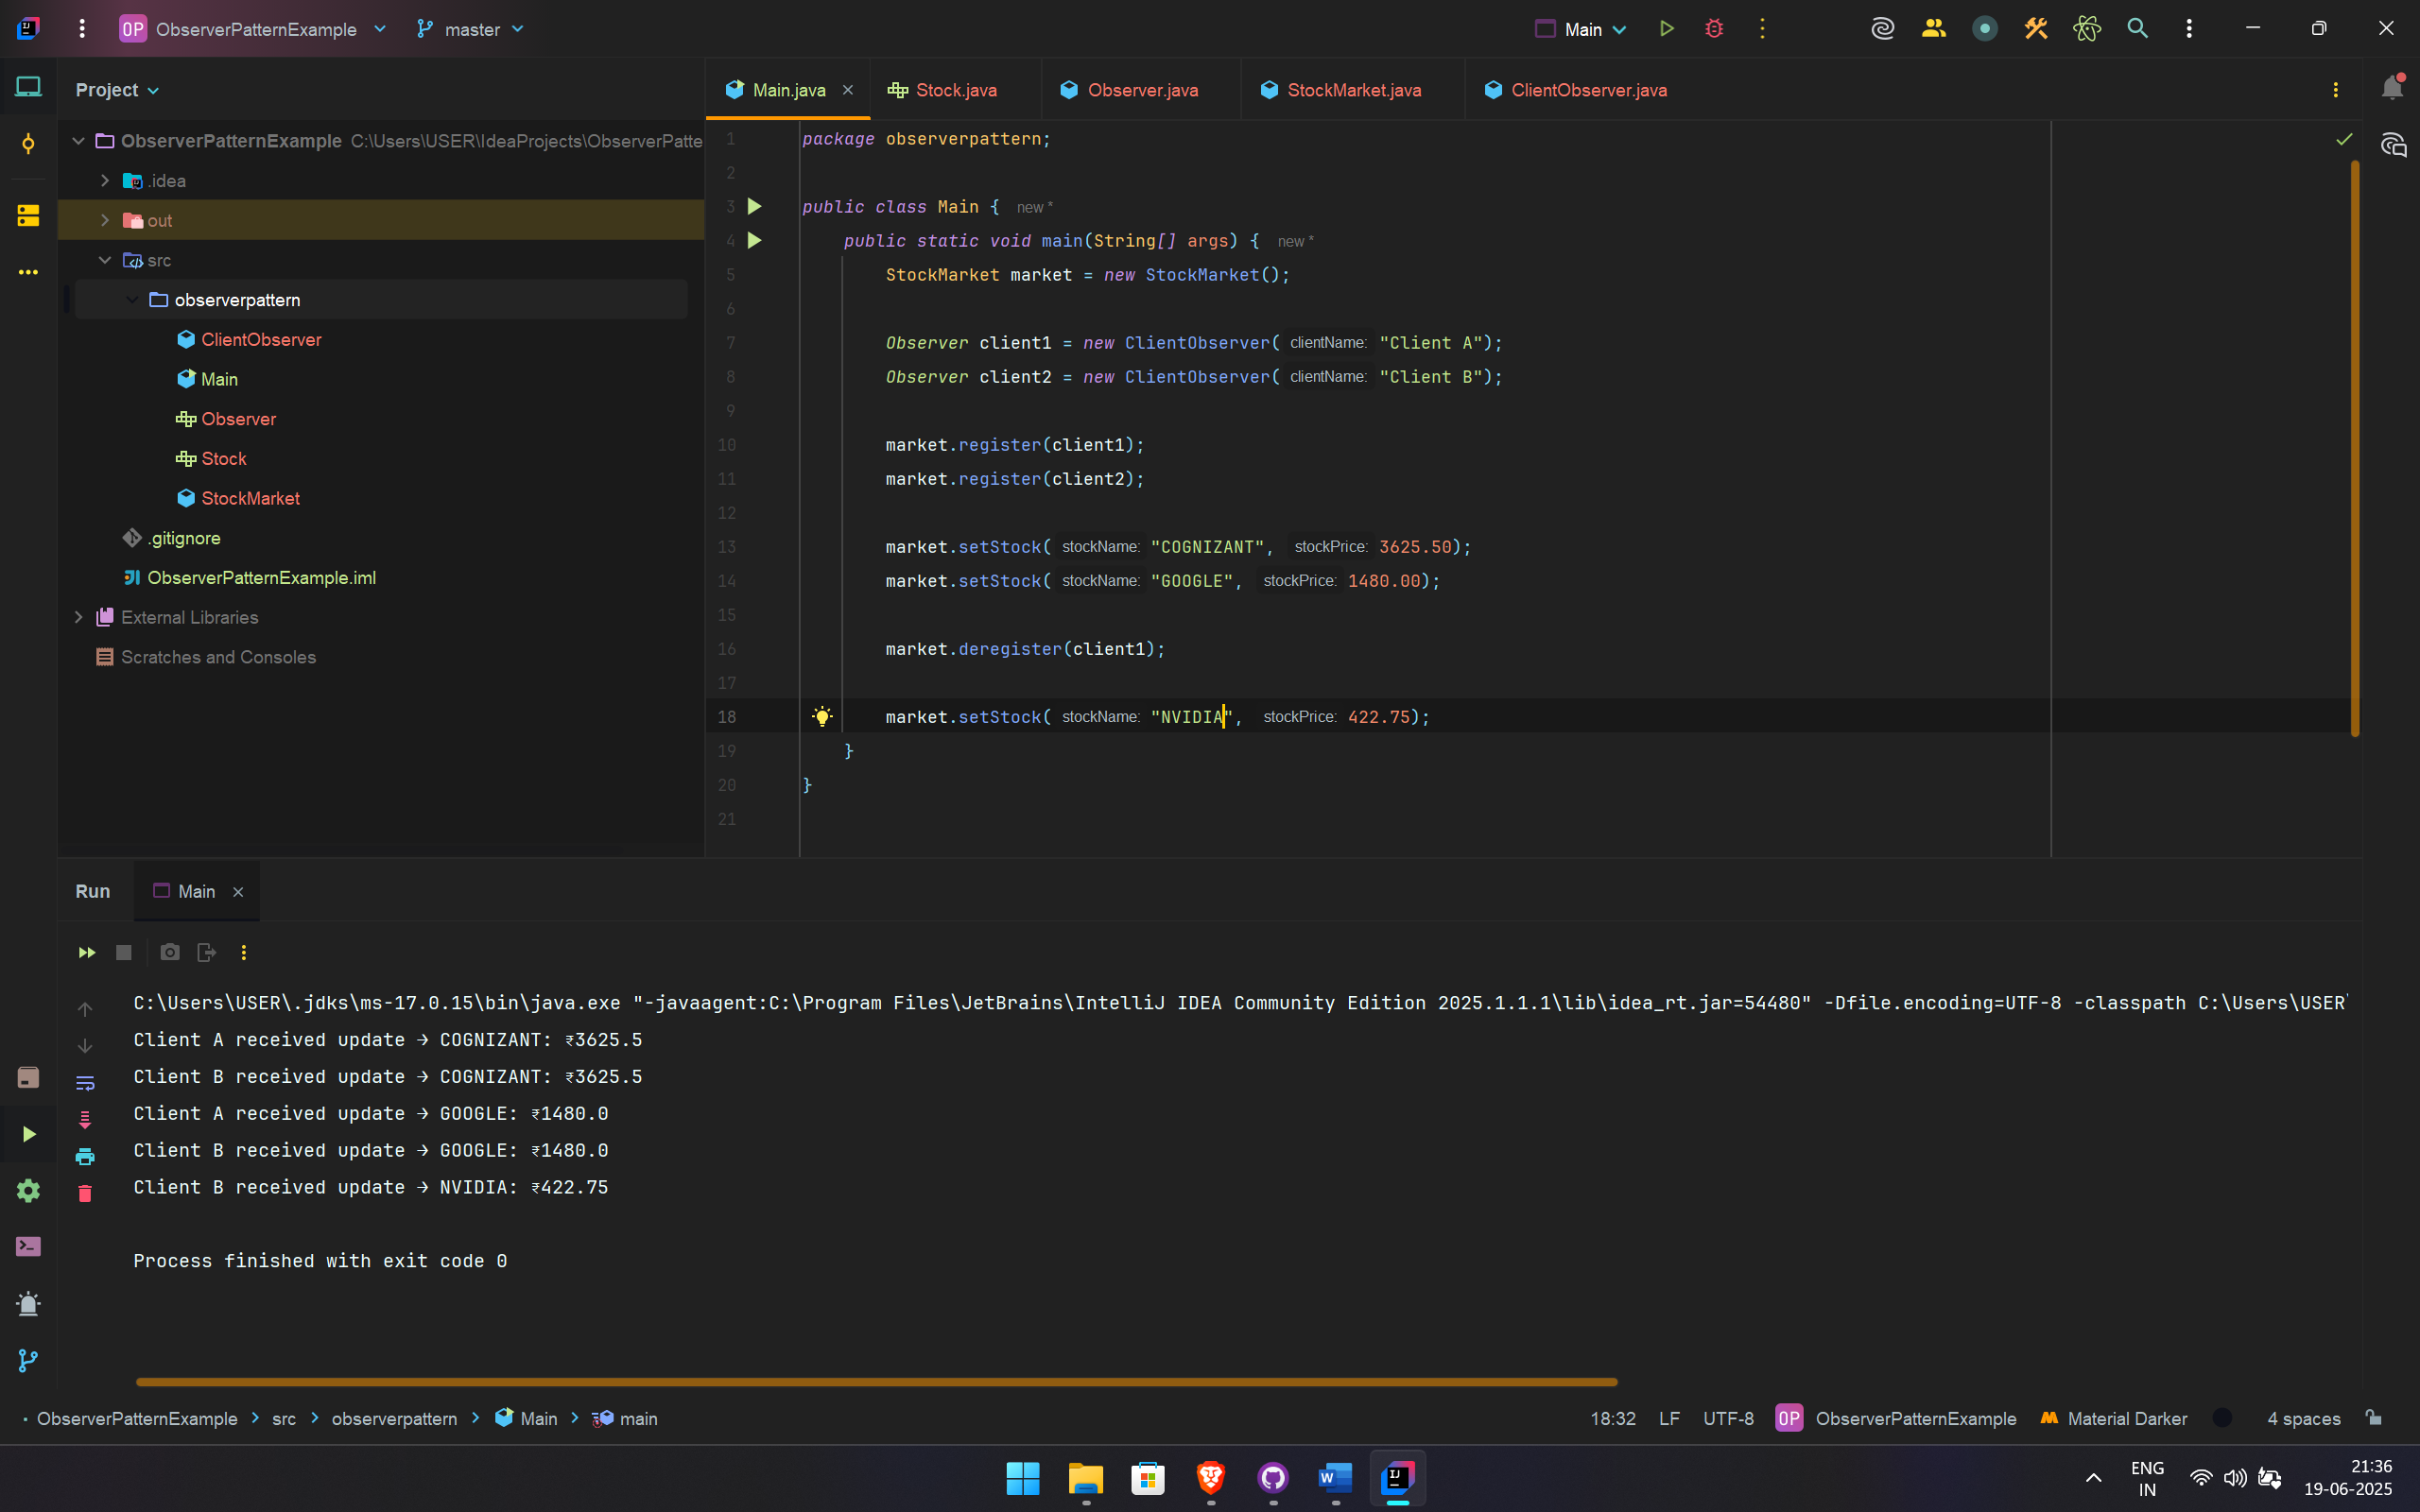 OP ObserverPatternExample master Main
Project
Main.java Stock.java Observer.java StockMarket.java ClientObserver.java
ObserverPatternExample C:\Users\USER\IdeaProjects\ObserverPatte
.idea
out
src
observerpattern
ClientObserver
Main
Observer
Stock
StockMarket
.gitignore
ObserverPatternExample.iml
External Libraries
Scratches and Consoles
1 package observerpattern;
2
3 public class Main { new *
4 public static void main(String[] args) { new *
5 StockMarket market = new StockMarket();
6
7 Observer client1 = new ClientObserver( clientName: "Client A");
8 Observer client2 = new ClientObserver( clientName: "Client B");
9
10 market.register(client1);
11 market.register(client2);
12
13 market.setStock( stockName: "COGNIZANT", stockPrice: 3625.50);
14 market.setStock( stockName: "GOOGLE", stockPrice: 1480.00);
15
16 market.deregister(client1);
17
18 market.setStock( stockName: "NVIDIA", stockPrice: 422.75);
19 }
20 }
21
Run Main
C:\Users\USER\.jdks\ms-17.0.15\bin\java.exe "-javaagent:C:\Program Files\JetBrains\IntelliJ IDEA Community Edition 2025.1.1.1\lib\idea_rt.jar=54480" -Dfile.encoding=UTF-8 -classpath C:\Users\USER\
Client A received update → COGNIZANT: ₹3625.5
Client B received update → COGNIZANT: ₹3625.5
Client A received update → GOOGLE: ₹1480.0
Client B received update → GOOGLE: ₹1480.0
Client B received update → NVIDIA: ₹422.75
Process finished with exit code 0
ObserverPatternExample > src > observerpattern > Main > main 18:32 LF UTF-8 OP ObserverPatternExample Material Darker 4 spaces
ENG 21:36
IN 19-06-2025